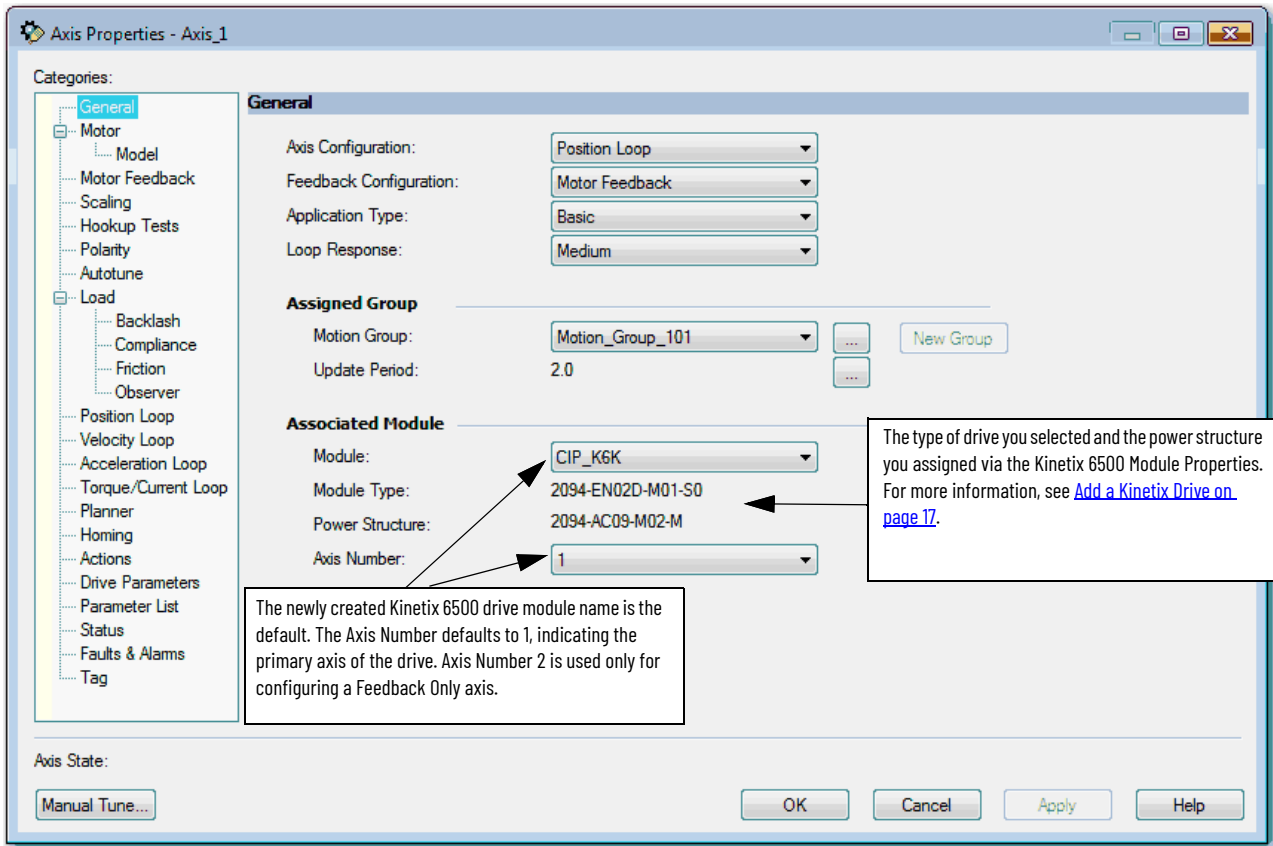 Axis Properties - Axis_1
Categories:
General
Motor
Model
Motor Feedback
Scaling
Hookup Tests
Polarity
Autotune
Load
Backlash
Compliance
Friction
Observer
Position Loop
Velocity Loop
Acceleration Loop
Torque/Current Loop
Planner
Homing
Actions
Drive Parameters
Parameter List
Status
Faults & Alarms
Tag
General
Axis Configuration: Position Loop
Feedback Configuration: Motor Feedback
Application Type: Basic
Loop Response: Medium
Assigned Group
Motion Group: Motion_Group_101 ... New Group
Update Period: 2.0 ...
Associated Module
Module: CIP_K6K
Module Type: 2094-EN02D-M01-S0
Power Structure: 2094-AC09-M02-M
Axis Number: 1
The type of drive you selected and the power structure
you assigned via the Kinetix 6500 Module Properties.
For more information, see Add a Kinetix Drive on
page 17.
The newly created Kinetix 6500 drive module name is the
default. The Axis Number defaults to 1, indicating the
primary axis of the drive. Axis Number 2 is used only for
configuring a Feedback Only axis.
Axis State:
Manual Tune... OK Cancel Apply Help